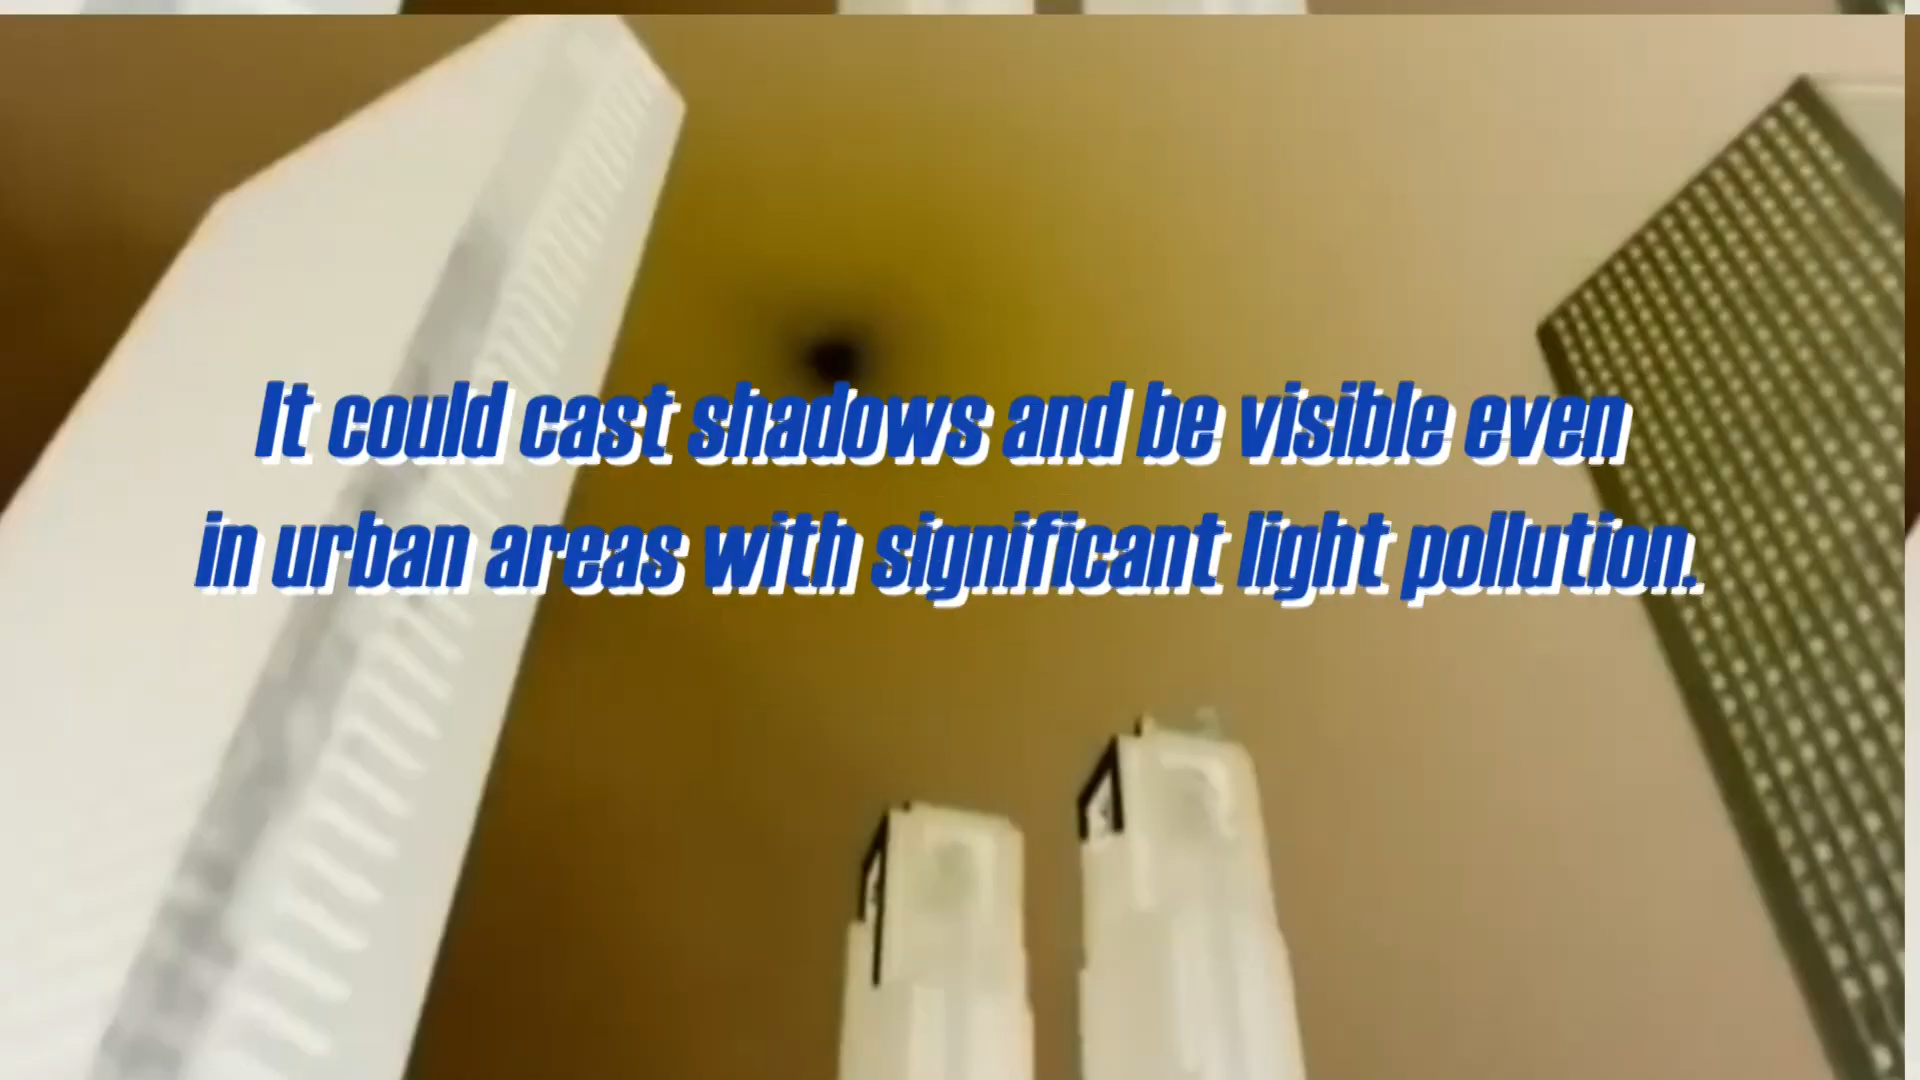 It could cast shadows and be visible even
in urban areas with significant light pollution.